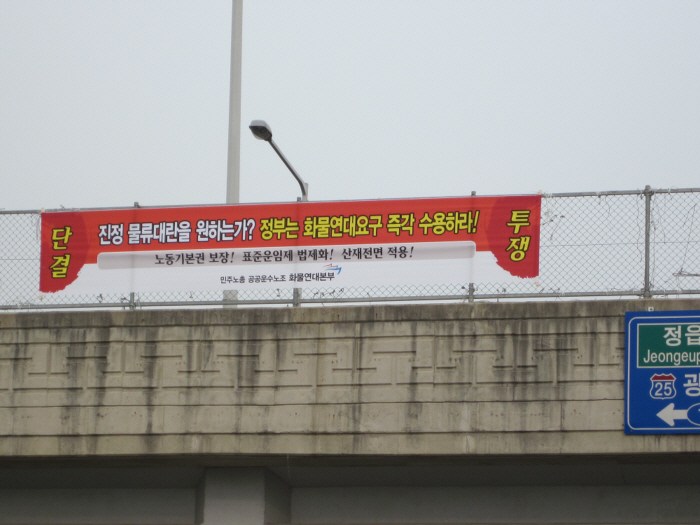 단결
진정 물류대란을 원하는가? 정부는 화물연대요구 즉각 수용하라!
투쟁
노동기본권 보장! 표준운임제 법제화! 산재전면 적용!
민주노총 공공운수노조 화물연대본부
정읍
Jeongeup
25 광